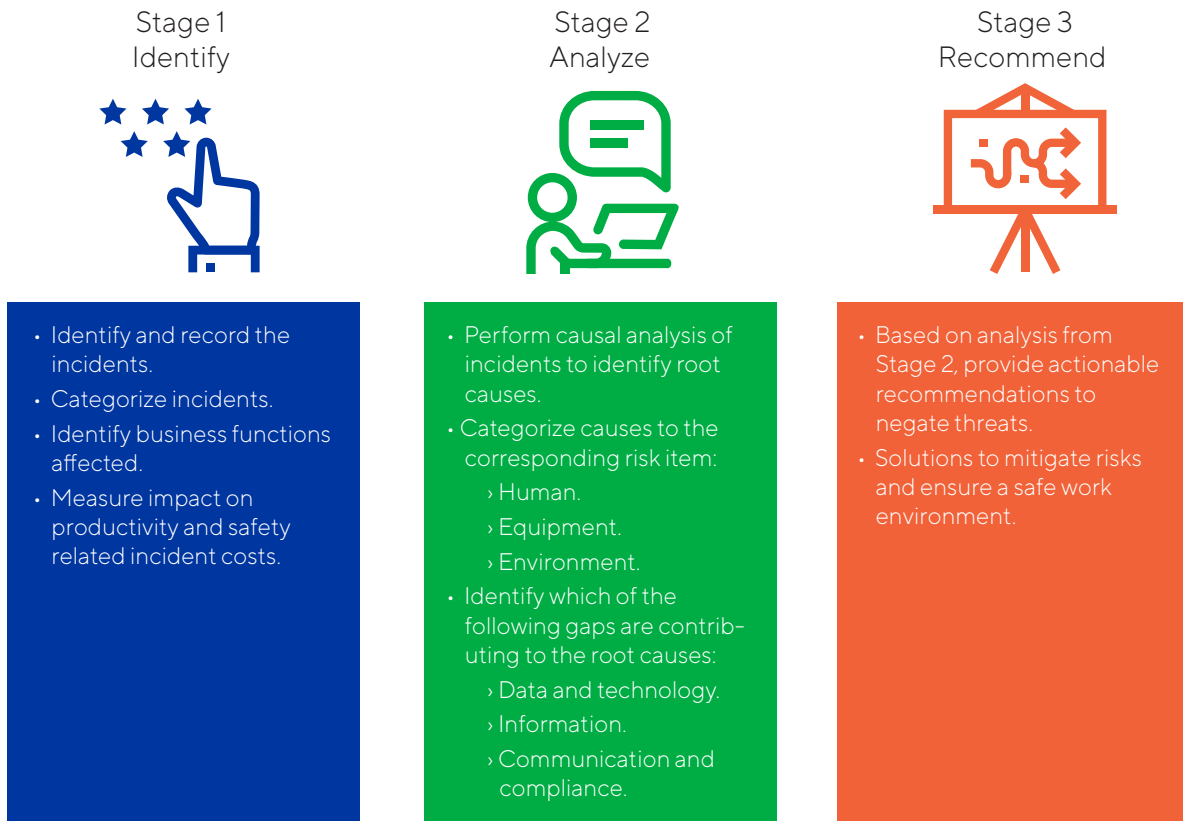 Stage 1
Identify
Stage 2
Analyze
Stage 3
Recommend
• Identify and record the
incidents.
• Categorize incidents.
• Identify business functions
affected.
• Measure impact on
productivity and safety
related incident costs.
• Perform causal analysis of
incidents to identify root
causes.
• Categorize causes to the
corresponding risk item:
› Human.
› Equipment.
› Environment.
• Identify which of the
following gaps are contrib-
uting to the root causes:
› Data and technology.
› Information.
› Communication and
compliance.
• Based on analysis from
Stage 2, provide actionable
recommendations to
negate threats.
• Solutions to mitigate risks
and ensure a safe work
environment.